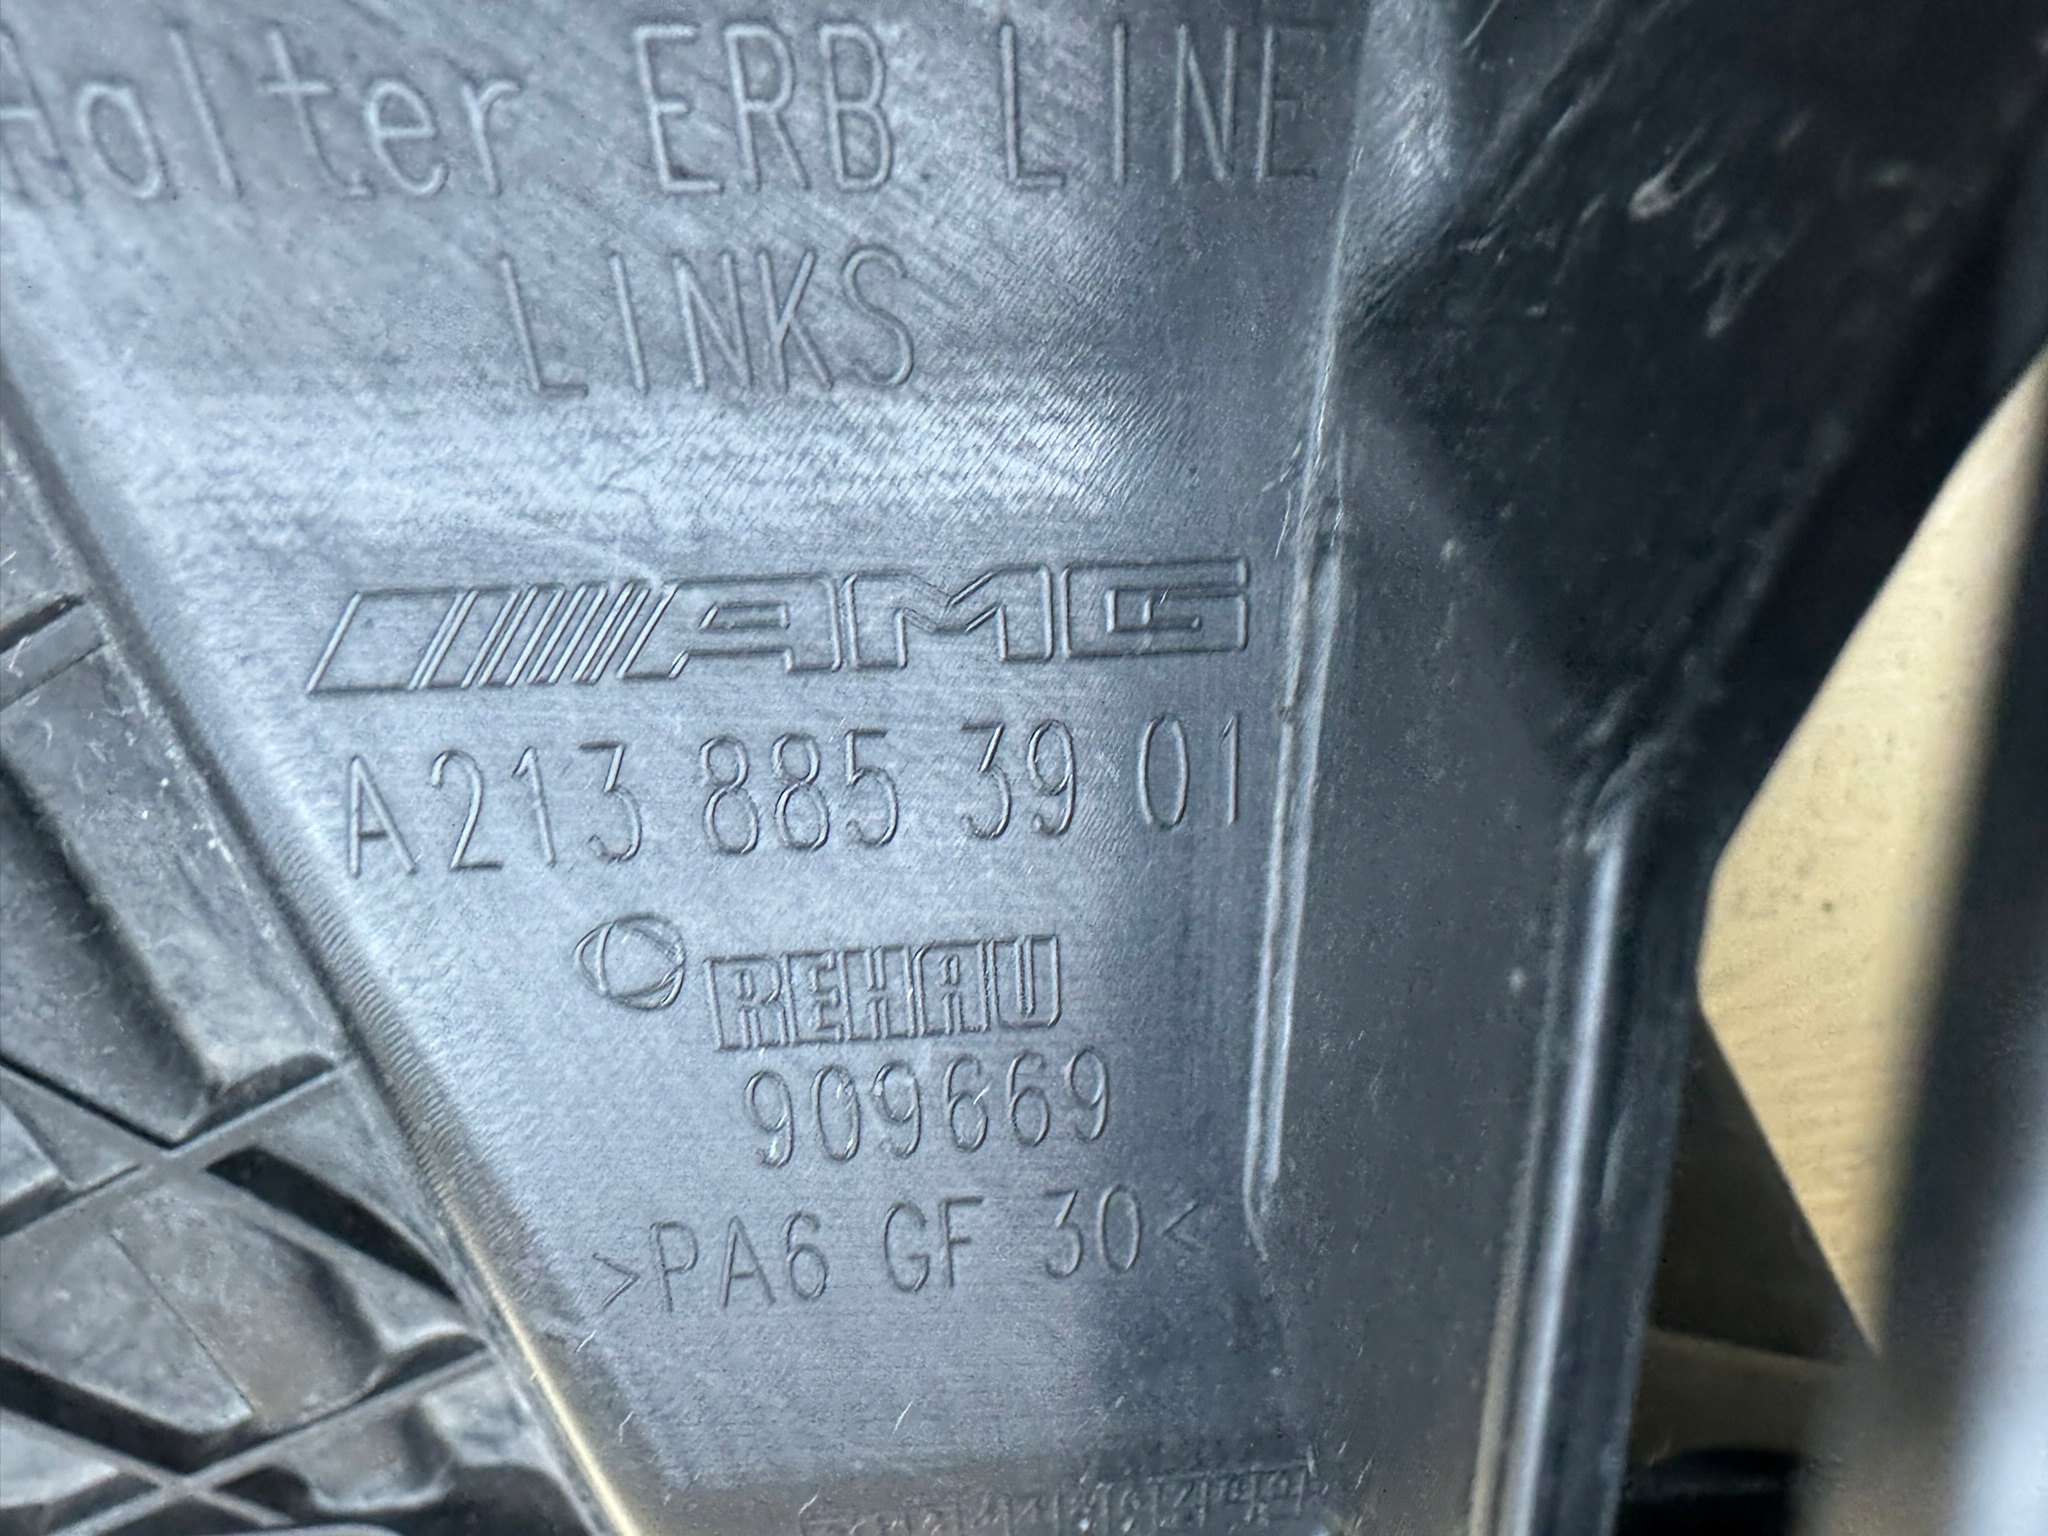 Halter ERB LINE
LINKS
AMG
A 213 885 39 01
REHAU
909669
>PA6 GF 30<